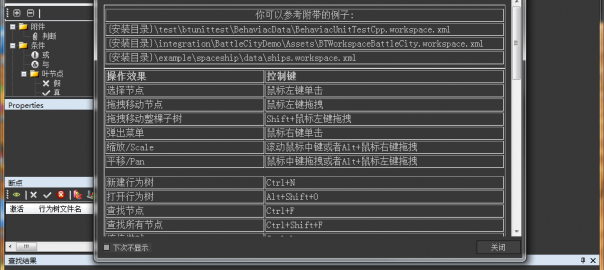 附件
判断
条件
或
与
叶节点
假
真
Properties
断点
激活 行为树文件名
查找结果
你可以参考附带的例子:
(安装目录)\test\btunittest\BehaviacData\BehaviacUnitTestCpp.workspace.xml
(安装目录)\integration\BattleCityDemo\Assets\BTWorkspaceBattleCity.workspace.xml
(安装目录)\example\spaceship\data\ships.workspace.xml
操作效果 控制键
选择节点 鼠标左键单击
拖拽移动节点 鼠标左键拖拽
拖拽移动整棵子树 Shift+鼠标左键拖拽
弹出菜单 鼠标右键单击
缩放/Scale 滚动鼠标中键或者Alt+鼠标右键拖拽
平移/Pan 鼠标中键拖拽或者Alt+鼠标左键拖拽
新建行为树 Ctrl+N
打开行为树 Alt+Shift+O
查找节点 Ctrl+F
查找所有节点 Ctrl+Shift+F
下次不显示
关闭